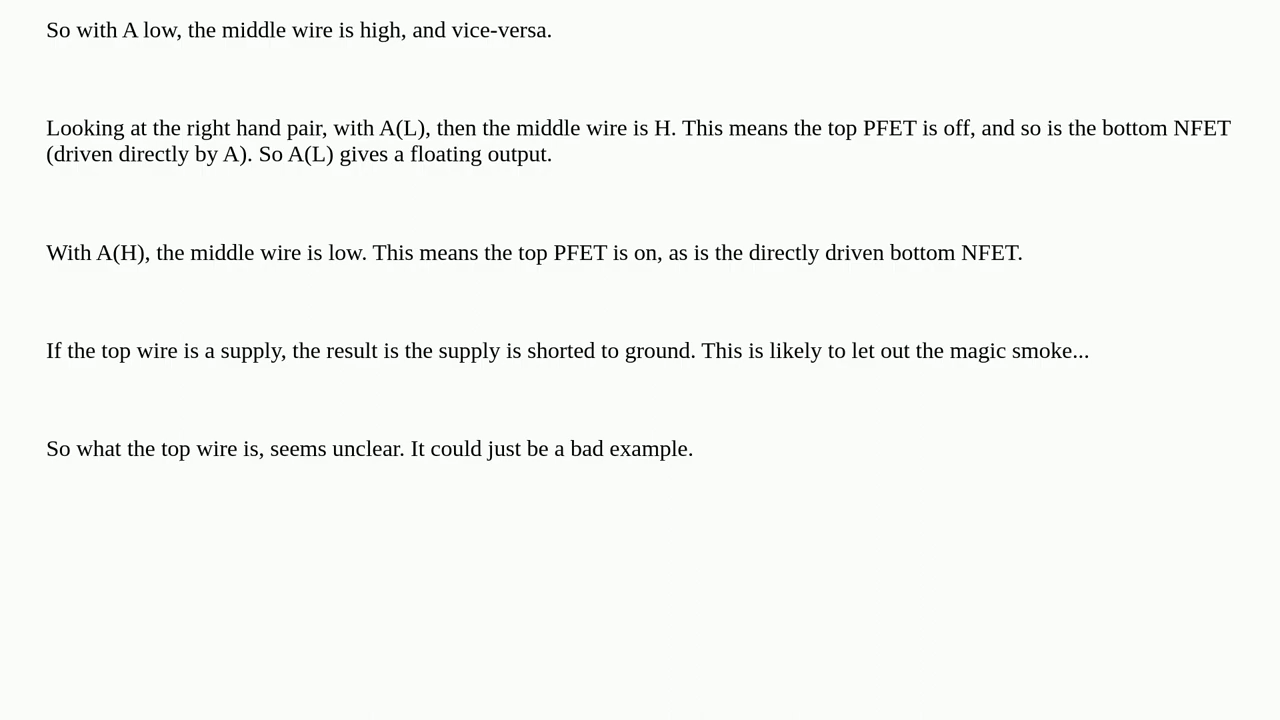 So with A low, the middle wire is high, and vice-versa.
Looking at the right hand pair, with A(L), then the middle wire is H. This means the top PFET is off, and so is the bottom NFET
(driven directly by A). So A(L) gives a floating output.
With A(H), the middle wire is low. This means the top PFET is on, as is the directly driven bottom NFET.
If the top wire is a supply, the result is the supply is shorted to ground. This is likely to let out the magic smoke...
So what the top wire is, seems unclear. It could just be a bad example.